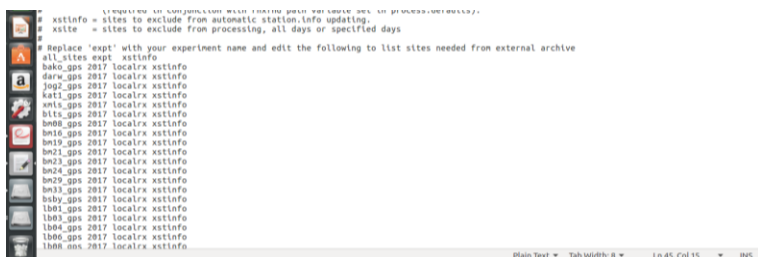 # (required in conjunction with rnxfnd path variable set in process.defaults).
# xstinfo = sites to exclude from automatic station.info updating.
# xsite = sites to exclude from processing, all days or specified days
#
# Replace 'expt' with your experiment name and edit the following to list sites needed from external archive
all_sites expt xstinfo
bako_gps 2017 localrx xstinfo
darw_gps 2017 localrx xstinfo
jog2_gps 2017 localrx xstinfo
kat1_gps 2017 localrx xstinfo
xmis_gps 2017 localrx xstinfo
bits_gps 2017 localrx xstinfo
bm08_gps 2017 localrx xstinfo
bm16_gps 2017 localrx xstinfo
bm19_gps 2017 localrx xstinfo
bm21_gps 2017 localrx xstinfo
bm23_gps 2017 localrx xstinfo
bm24_gps 2017 localrx xstinfo
bm29_gps 2017 localrx xstinfo
bm33_gps 2017 localrx xstinfo
bsby_gps 2017 localrx xstinfo
lb01_gps 2017 localrx xstinfo
lb03_gps 2017 localrx xstinfo
lb04_gps 2017 localrx xstinfo
lb06_gps 2017 localrx xstinfo
lb08_gps 2017 localrx xstinfo
Plain Text Tab Width: 8 Ln 45, Col 15 INS